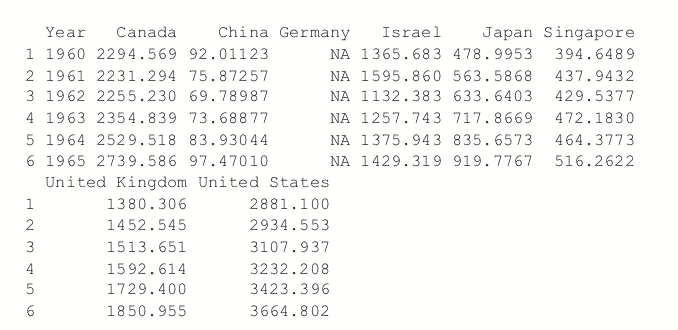 Year Canada China Germany Israel Japan Singapore
1 1960 2294.569 92.01123 NA 1365.683 478.9953 394.6489
2 1961 2231.294 75.87257 NA 1595.860 563.5868 437.9432
3 1962 2255.230 69.78987 NA 1132.383 633.6403 429.5377
4 1963 2354.839 73.68877 NA 1257.743 717.8669 472.1830
5 1964 2529.518 83.93044 NA 1375.943 835.6573 464.3773
6 1965 2739.586 97.47010 NA 1429.319 919.7767 516.2622
United Kingdom United States
1 1380.306 2881.100
2 1452.545 2934.553
3 1513.651 3107.937
4 1592.614 3232.208
5 1729.400 3423.396
6 1850.955 3664.802